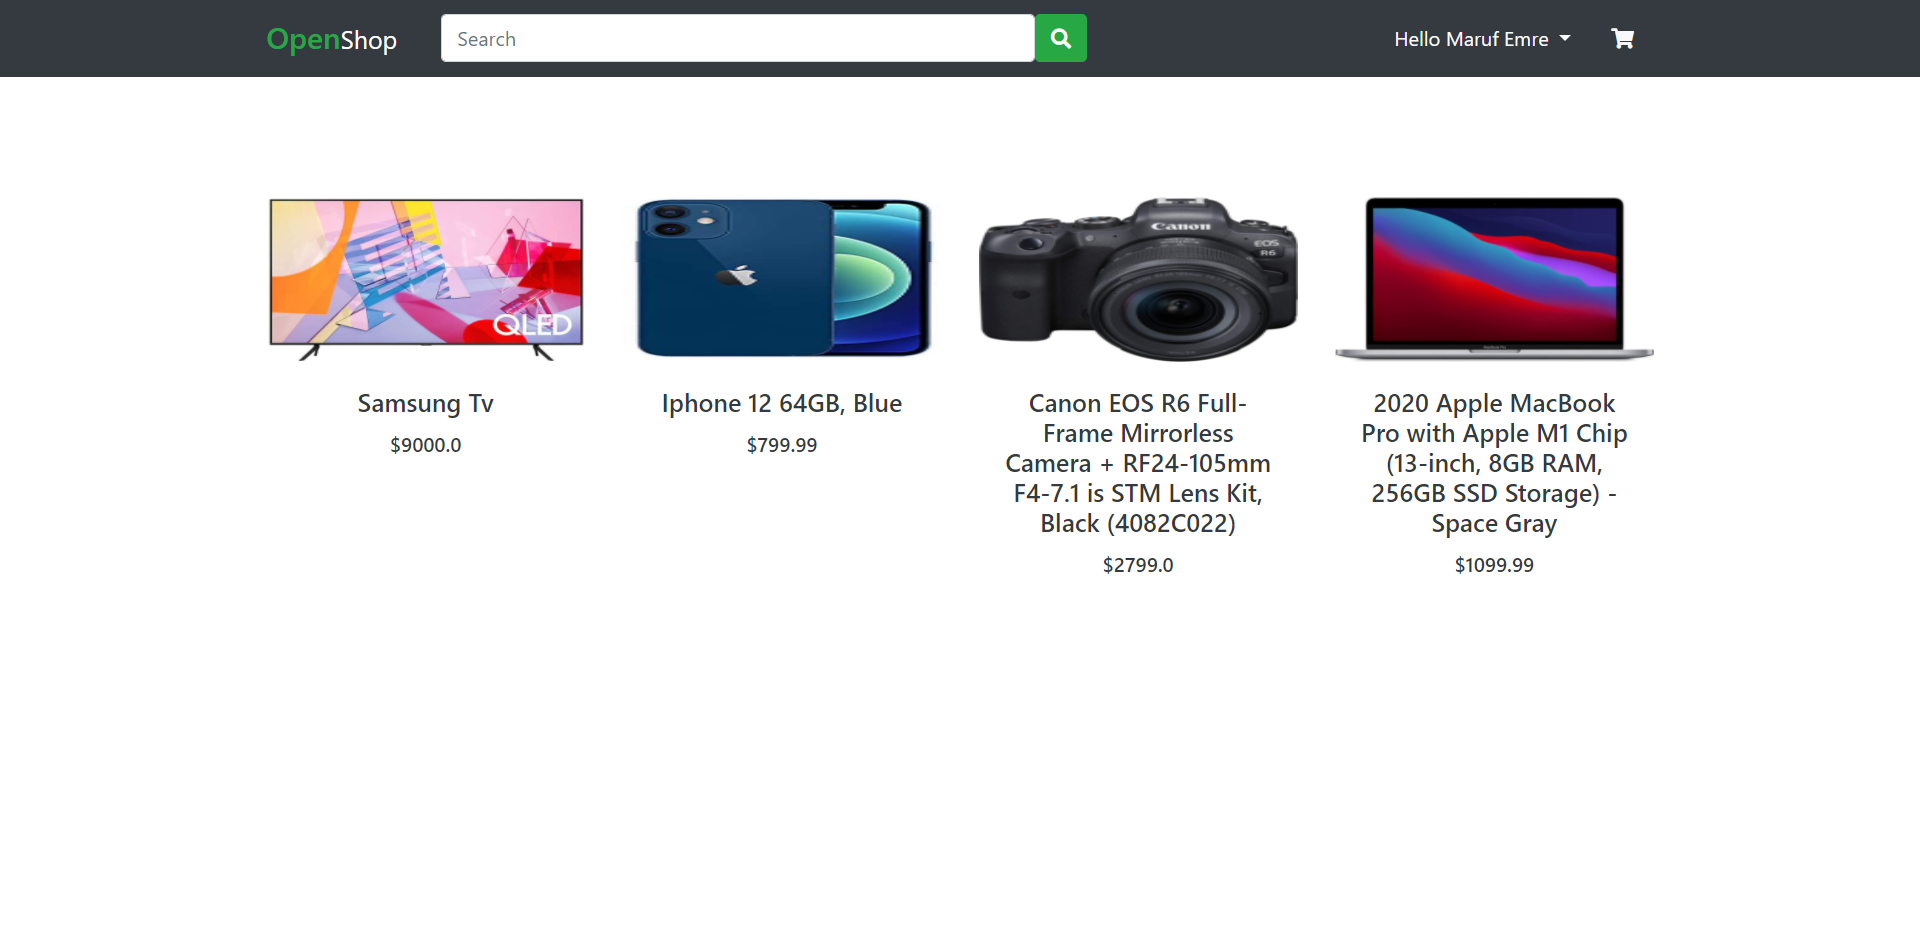 OpenShop
Search
Hello Maruf Emre
QLED
Canon
EOS
R6
Samsung Tv
$9000.0
Iphone 12 64GB, Blue
$799.99
Canon EOS R6 Full-
Frame Mirrorless
Camera + RF24-105mm
F4-7.1 is STM Lens Kit,
Black (4082C022)
$2799.0
2020 Apple MacBook
Pro with Apple M1 Chip
(13-inch, 8GB RAM,
256GB SSD Storage) -
Space Gray
$1099.99